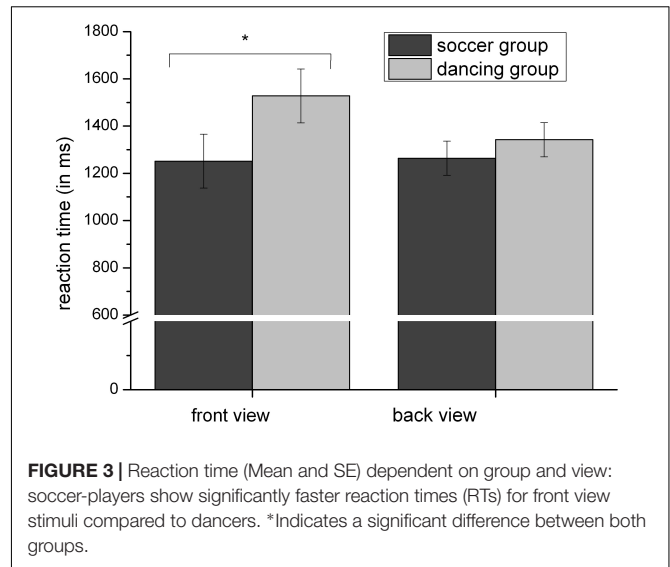 1800
*
soccer group
dancing group
1600
1400
1200
1000
800
600
0
reaction time (in ms)
front view
back view
FIGURE 3 | Reaction time (Mean and SE) dependent on group and view:
soccer-players show significantly faster reaction times (RTs) for front view
stimuli compared to dancers. *Indicates a significant difference between both
groups.